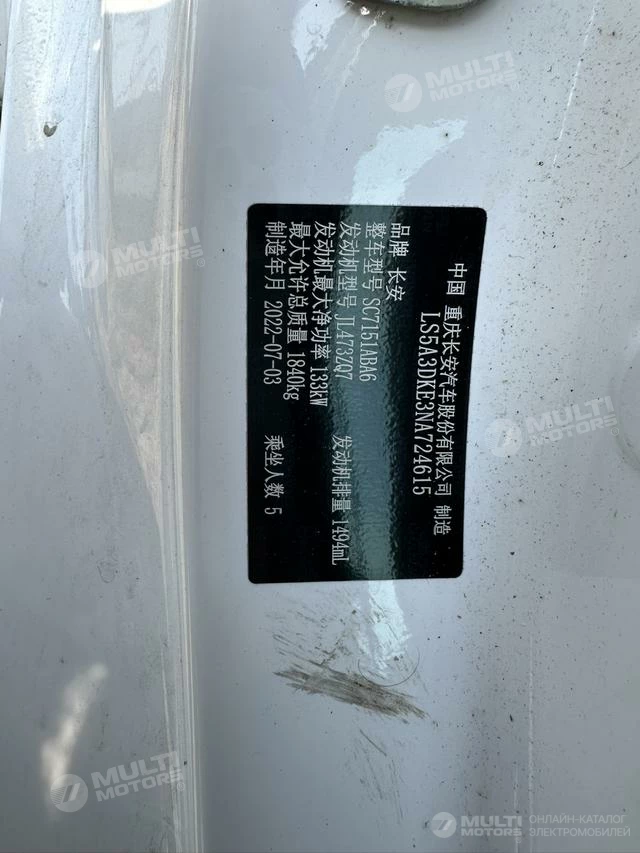 中国 重庆长安汽车股份有限公司 制造
LS5A3DKE3NA724615
品牌 长安
整车型号 SC7151ABA6
发动机型号 JL473ZQ7 发动机排量 1494mL
发动机最大净功率 133kW
最大允许总质量 1840kg
制造年月 2022-07-03 乘坐人数 5
MULTI MOTORS
MULTI MOTORS
MULTI MOTORS
MULTI MOTORS
MULTI MOTORS
ОНЛАЙН-КАТАЛОГ
ЭЛЕКТРОМОБИЛЕЙ